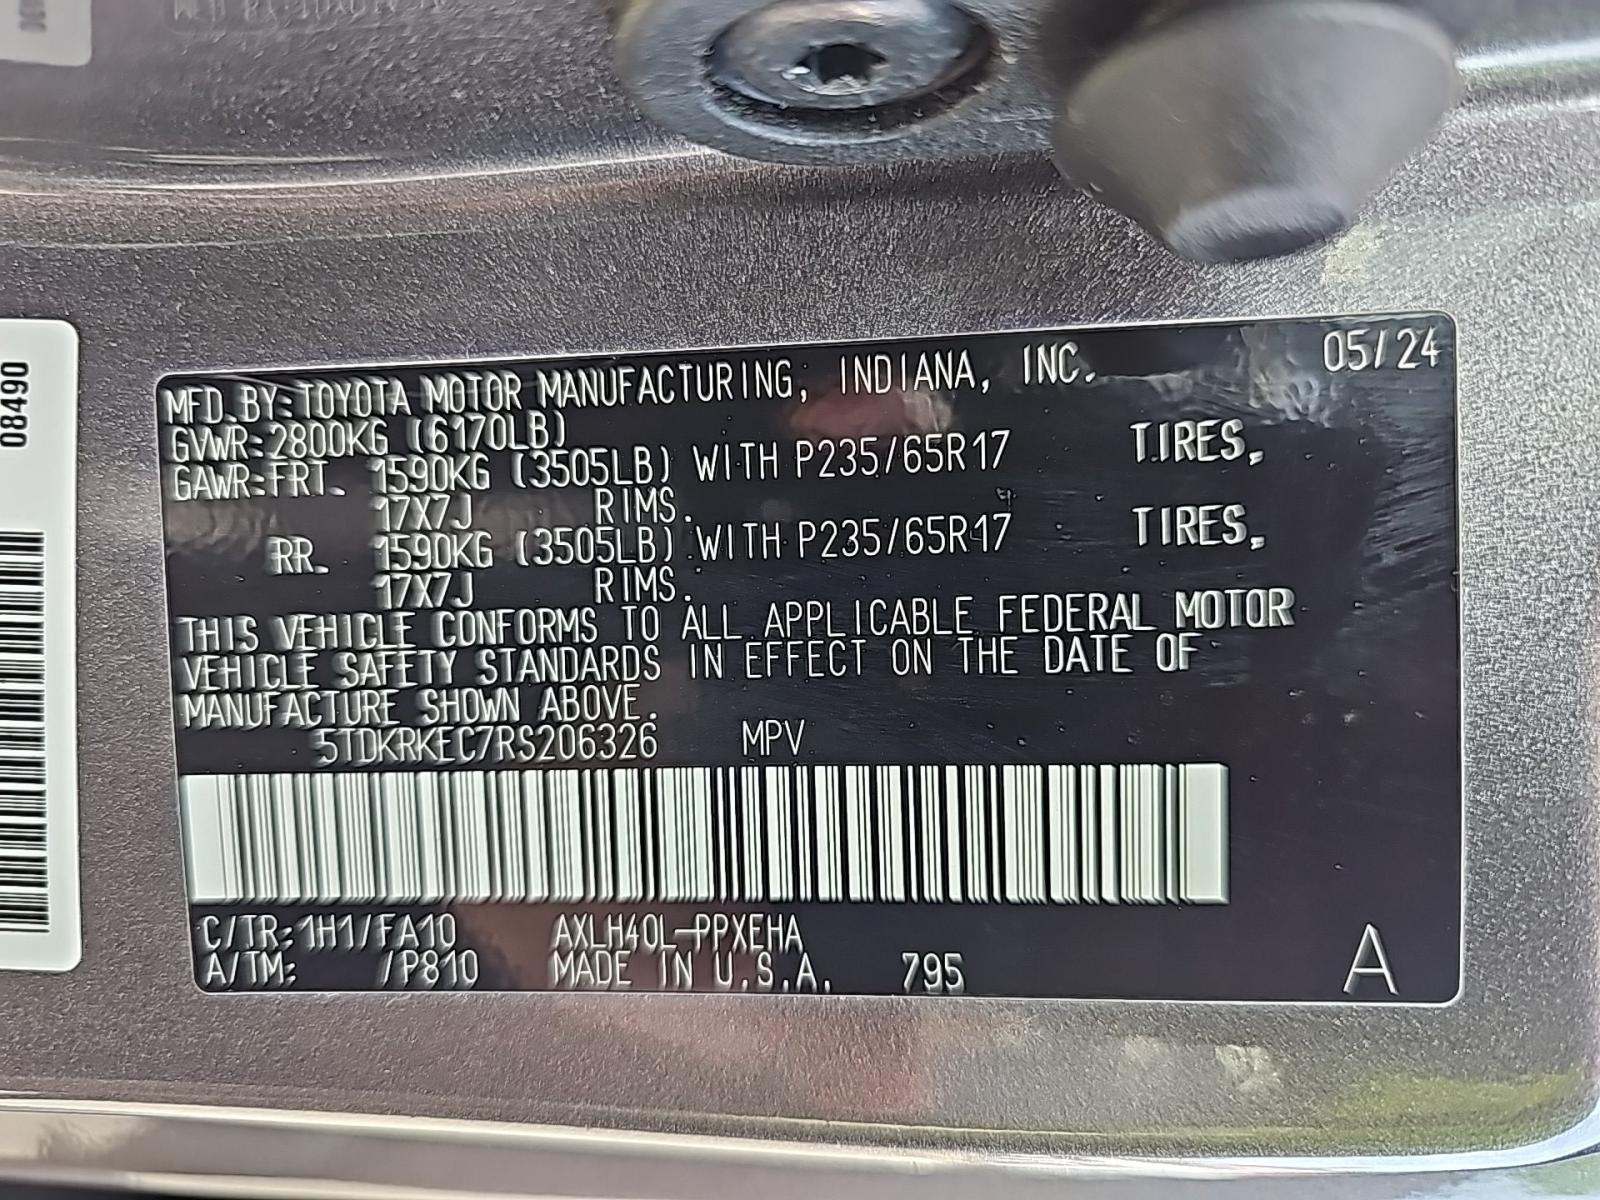 08490
MFD.BY:TOYOTA MOTOR MANUFACTURING, INDIANA, INC. 05/24
GVWR:2800KG (6170LB)
GAWR:FRT. 1590KG (3505LB) WITH P235/65R17 TIRES,
17X7J RIMS.
RR. 1590KG (3505LB) WITH P235/65R17 TIRES,
17X7J RIMS.
THIS VEHICLE CONFORMS TO ALL APPLICABLE FEDERAL MOTOR
VEHICLE SAFETY STANDARDS IN EFFECT ON THE DATE OF
MANUFACTURE SHOWN ABOVE.
5TDKRKEC7RS206326 MPV
C/TR:1H1/FA10 AXLH40L-PPXEHA
A/TM: /P810 MADE IN U.S.A. 795 A